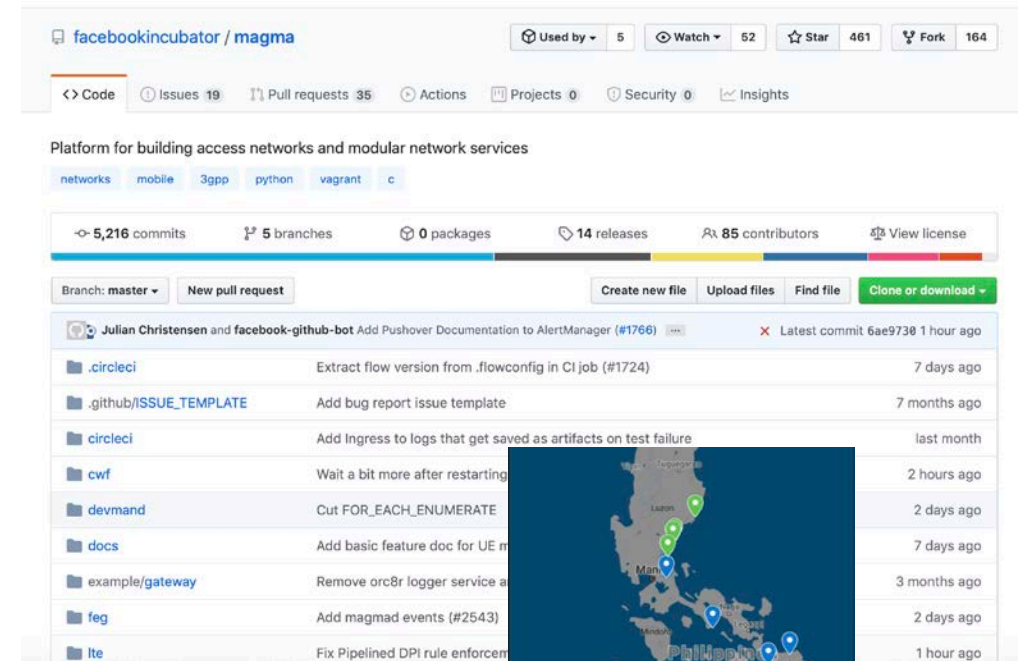 facebookincubator / magma
Used by 5 Watch 52 Star 461 Fork 164
Code Issues 19 Pull requests 35 Actions Projects 0 Security 0 Insights
Platform for building access networks and modular network services
networks mobile 3gpp python vagrant c
5,216 commits 5 branches 0 packages 14 releases 85 contributors View license
Branch: master New pull request Create new file Upload files Find file Clone or download
Julian Christensen and facebook-github-bot Add Pushover Documentation to AlertManager (#1766) ... Latest commit 6ae9730 1 hour ago
.circleci Extract flow version from .flowconfig in CI job (#1724) 7 days ago
.github/ISSUE_TEMPLATE Add bug report issue template 7 months ago
circleci Add Ingress to logs that get saved as artifacts on test failure last month
cwf Wait a bit more after restarting 2 hours ago
devmand Cut FOR_EACH_ENUMERATE 2 days ago
Luzon
docs Add basic feature doc for UE 7 days ago
example/gateway Remove orc8r logger service 3 months ago
feg Add magmad events (#2543) 2 days ago
lte Fix Pipelined DPI rule 1 hour ago